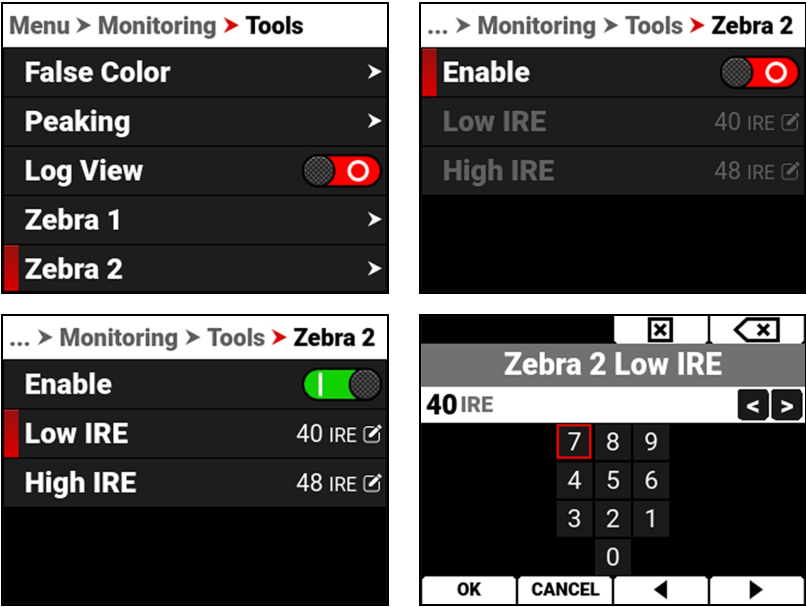 Menu > Monitoring > Tools
False Color >
Peaking >
Log View
Zebra 1 >
Zebra 2 >
... > Monitoring > Tools > Zebra 2
Enable
Low IRE 40 IRE
High IRE 48 IRE
... > Monitoring > Tools > Zebra 2
Enable
Low IRE 40 IRE
High IRE 48 IRE
Zebra 2 Low IRE
40 IRE < >
7 8 9
4 5 6
3 2 1
0
OK CANCEL ◀ ▶